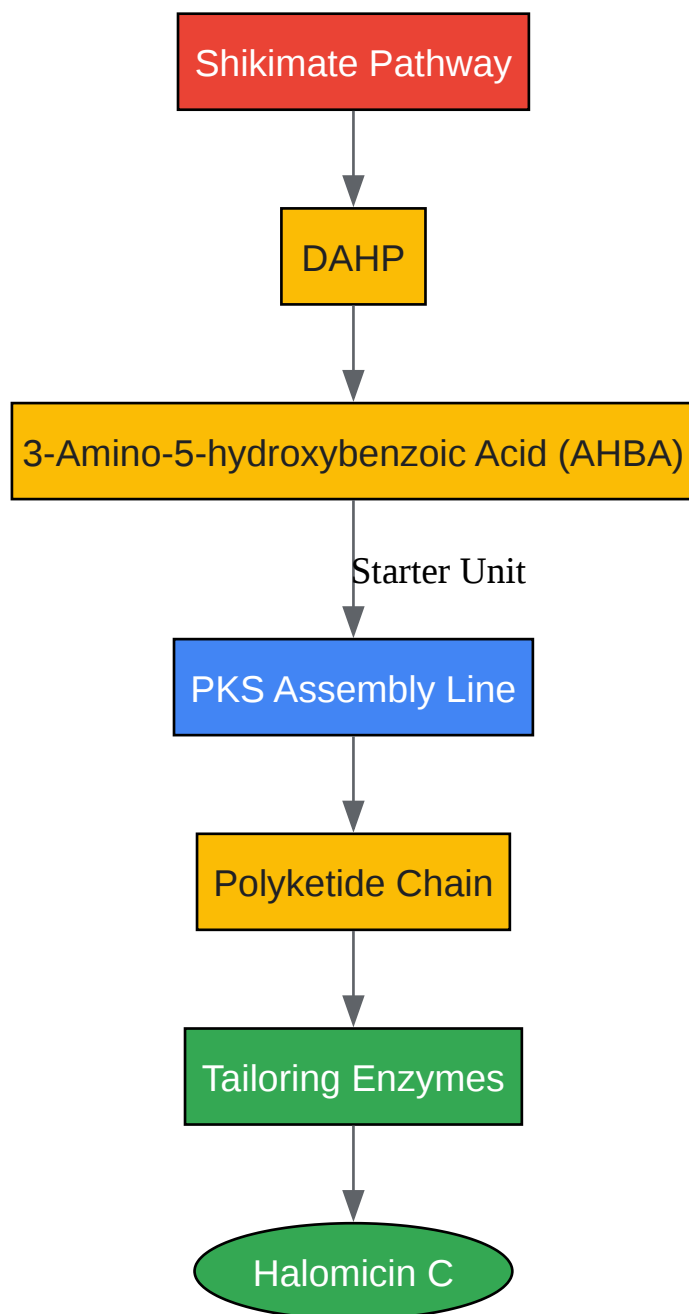 Shikimate Pathway
DAHP
3-Amino-5-hydroxybenzoic Acid (AHBA)
Starter Unit
PKS Assembly Line
Polyketide Chain
Tailoring Enzymes
Halomicin C